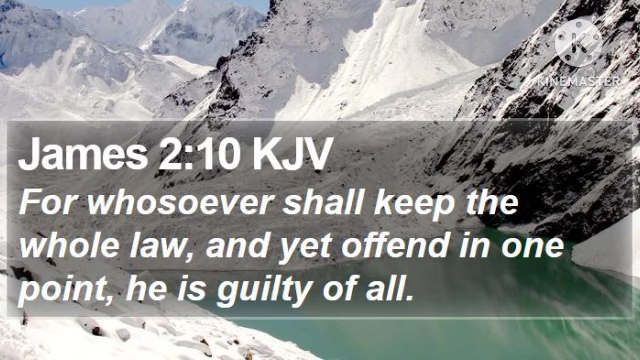 KINEMASTER
James 2:10 KJV
For whosoever shall keep the
whole law, and yet offend in one
point, he is guilty of all.